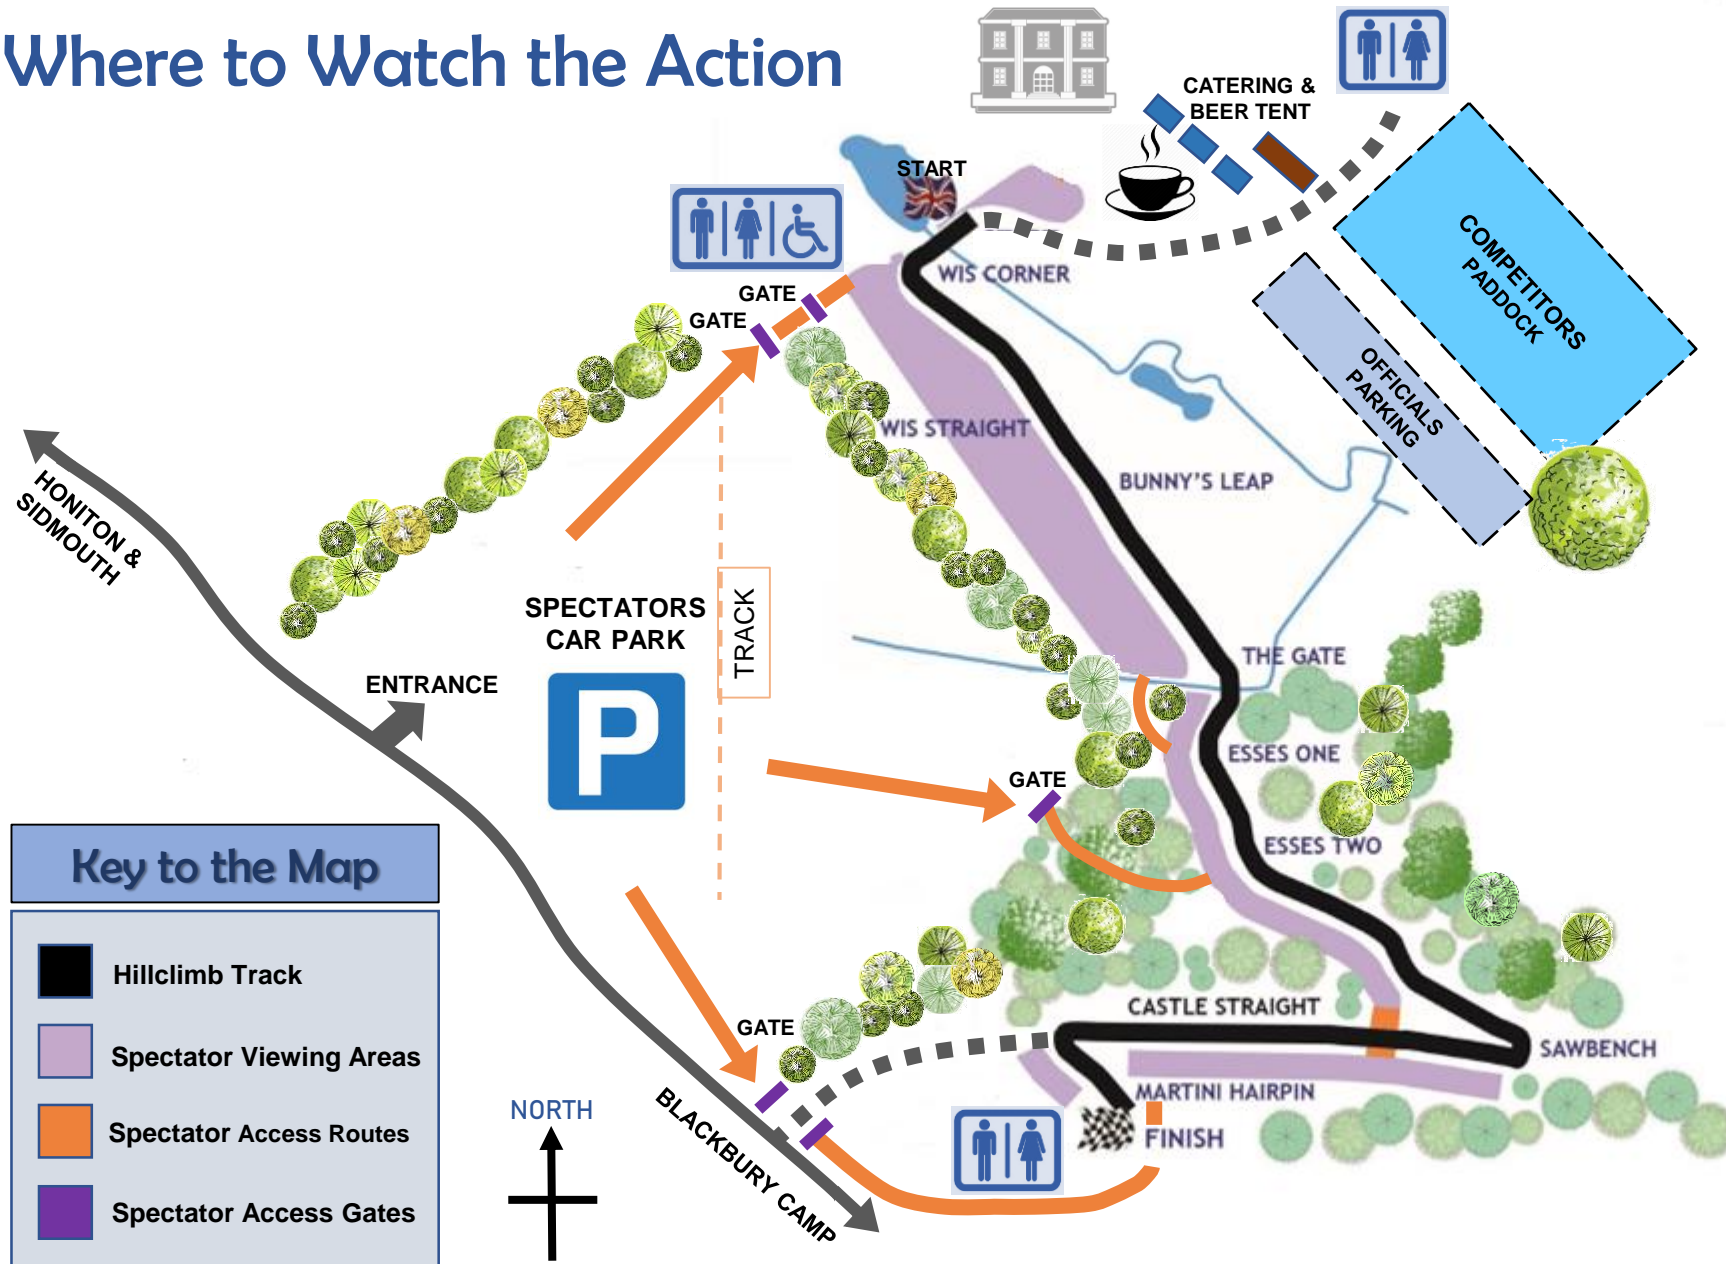 Where to Watch the Action
CATERING &
BEER TENT
START
WIS CORNER
COMPETITORS
PADDOCK
GATE
GATE
OFFICIALS
PARKING
WIS STRAIGHT
BUNNY'S LEAP
HONITON &
SIDMOUTH
SPECTATORS
CAR PARK
TRACK
ENTRANCE
P
THE GATE
ESSES ONE
GATE
ESSES TWO
Key to the Map
Hillclimb Track
Spectator Viewing Areas
Spectator Access Routes
Spectator Access Gates
CASTLE STRAIGHT
GATE
SAWBENCH
MARTINI HAIRPIN
FINISH
NORTH
BLACKBURY CAMP